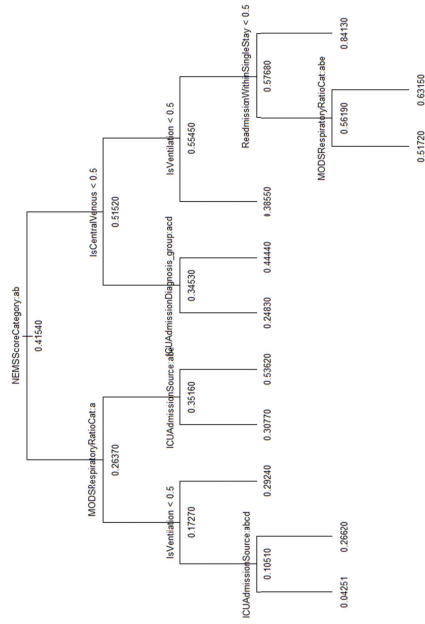 NEMSScoreCategory:ab
0.41540
MODSRespiratoryRatioCat:a
0.26370
IsCentralVenous < 0.5
0.51520
IsVentilation < 0.5
0.17270
ICUAdmissionSource:abe
0.35160
ICUAdmissionDiagnosis_group:acd
0.34530
IsVentilation < 0.5
0.55450
ICUAdmissionSource:abcd
0.10510
0.29240
0.30770
0.53620
0.24830
0.44440
0.38550
ReadmissionWithinSingleStay < 0.5
0.57680
0.04251
0.26620
MODSRespiratoryRatioCat:abe
0.56190
0.84130
0.51720
0.63150